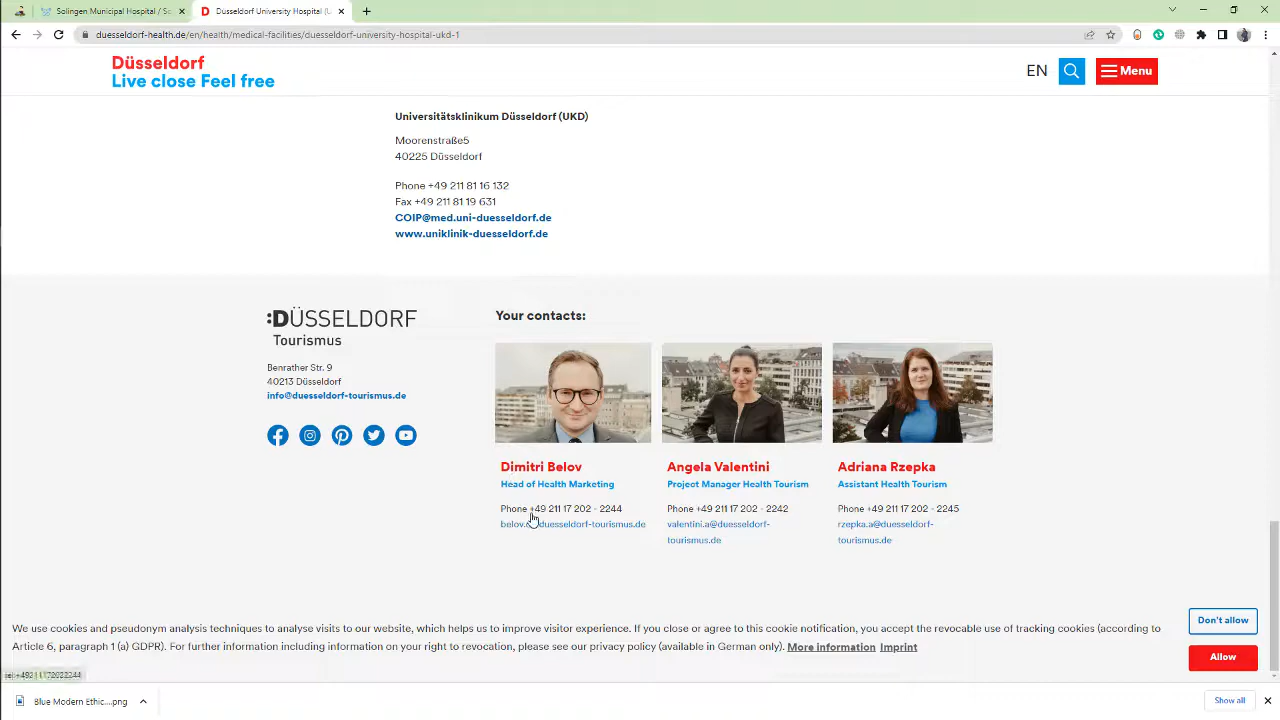 Solingen Municipal Hospital / Sc
Düsseldorf University Hospital (U
duesseldorf-health.de/en/health/medical-facilities/duesseldorf-university-hospital-ukd-1
Düsseldorf
Live close Feel free
EN
Menu
Universitätsklinikum Düsseldorf (UKD)
Moorenstraße5
40225 Düsseldorf
Phone +49 211 81 16 132
Fax +49 211 81 19 631
COIP@med.uni-duesseldorf.de
www.uniklinik-duesseldorf.de
:DÜSSELDORF
Tourismus
Benrather Str. 9
40213 Düsseldorf
info@duesseldorf-tourismus.de
Your contacts:
Dimitri Belov
Head of Health Marketing
Phone +49 211 17 202 - 2244
duesseldorf-tourismus.de
Angela Valentini
Project Manager Health Tourism
Phone +49 211 17 202 - 2242
valentini.a@duesseldorf-
tourismus.de
Adriana Rzepka
Assistant Health Tourism
Phone +49 211 17 202 - 2245
rzepka.a@duesseldorf-
tourismus.de
We use cookies and pseudonym analysis techniques to analyse visits to our website, which helps us to improve visitor experience. If you close or agree to this cookie notification, you accept the revocable use of tracking cookies (according to
Article 6, paragraph 1 (a) GDPR). For further information including information on your right to revocation, please see our privacy policy (available in German only). More information Imprint
Don't allow
Allow
Blue Modern Ethic....png
Show all